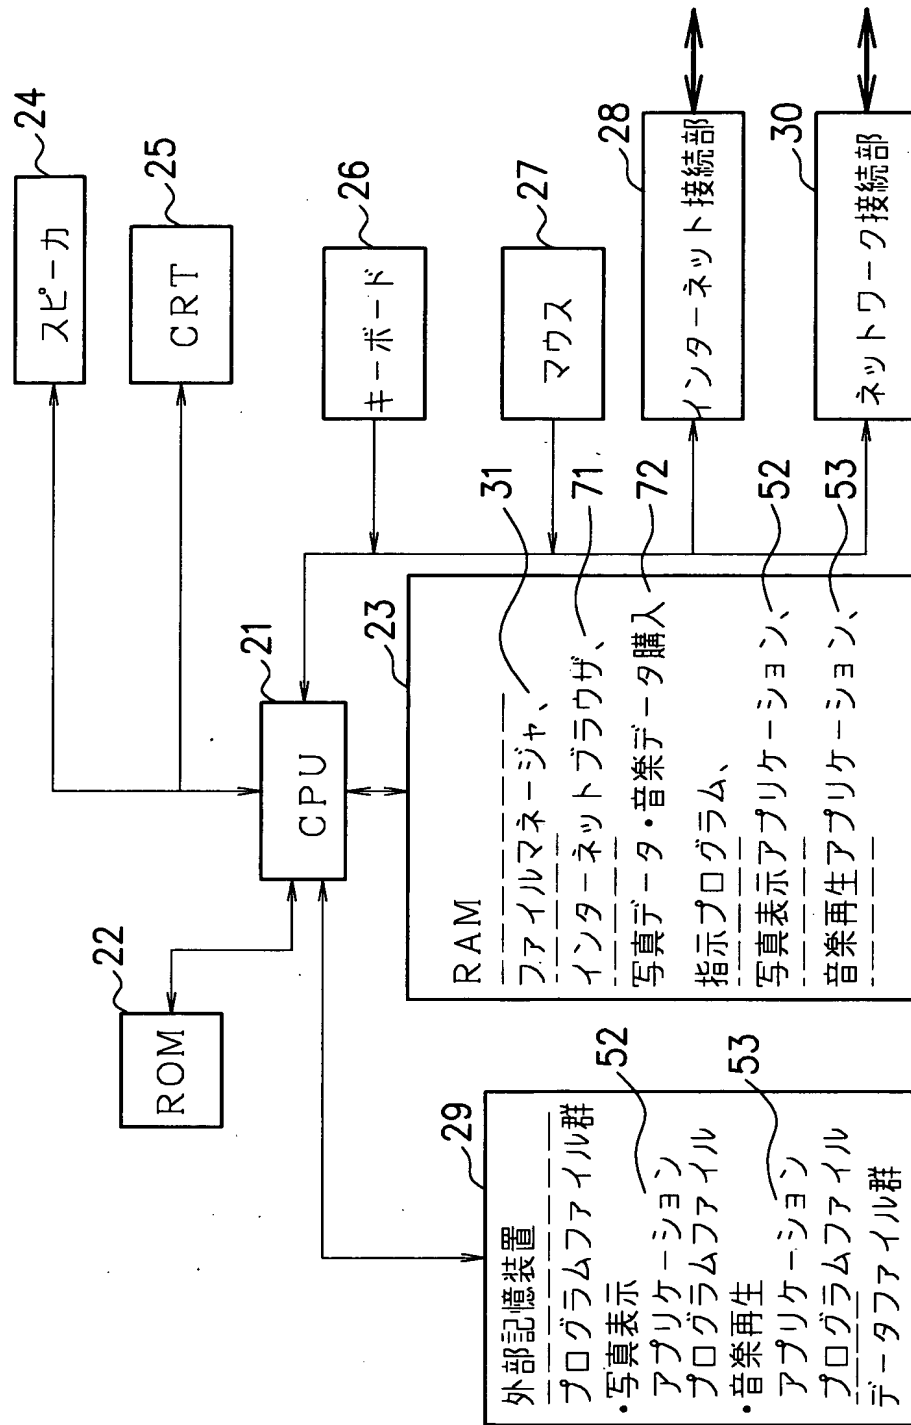 スピーカ
24
CRT
25
キーボード
26
マウス
27
インターネット接続部
28
ネットワーク接続部
30
CPU
21
ROM
22
23
RAM
ファイルマネージャ、
31
インターネットブラウザ、
71
写真データ・音楽データ購入
72
指示プログラム、
写真表示アプリケーション、
52
音楽再生アプリケーション、
53
29
外部記憶装置
プログラムファイル群
・写真表示
アプリケーション
52
プログラムファイル
・音楽再生
アプリケーション
53
プログラムファイル
データファイル群